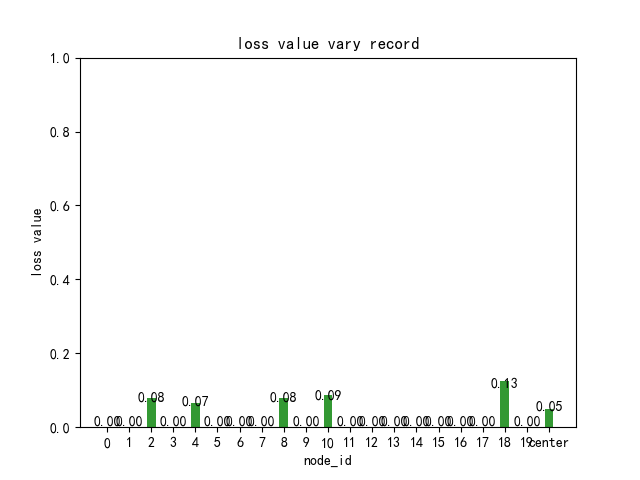 loss value vary record
1.0
0.8
0.6
0.4
0.2
0.0
loss value
0.00 0.00 0.08 0.00 0.07 0.00 0.00 0.00 0.08 0.00 0.09 0.00 0.00 0.00 0.00 0.00 0.00 0.00 0.13 0.00 0.05
0 1 2 3 4 5 6 7 8 9 10 11 12 13 14 15 16 17 18 19 center
node_id